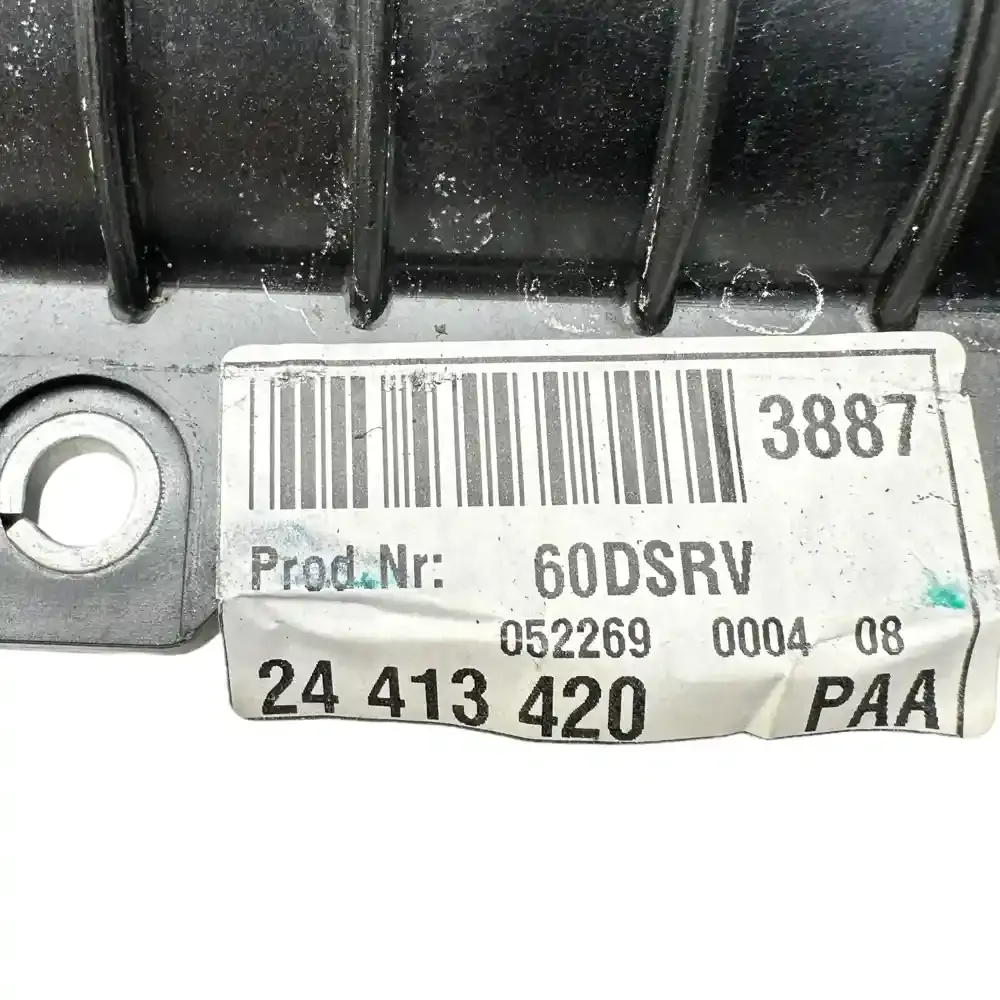 3887
Prod.Nr: 60DSRV
052269 0004 08
24 413 420 PAA